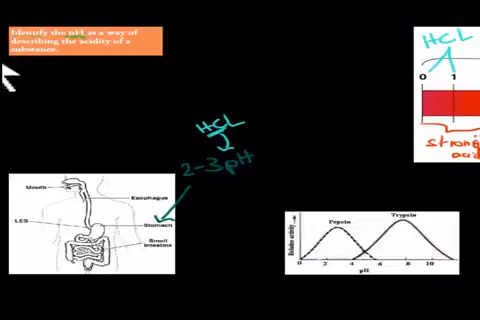 Identify the pH as a way of
describing the acidity of a
substance.
HCL
0 1
strong
acid
HCL
2-3pH
Mouth
Esophagus
LES
Stomach
Small
Intestine
Pepsin
Trypsin
Relative activity
0 2 4 6 8 10
pH